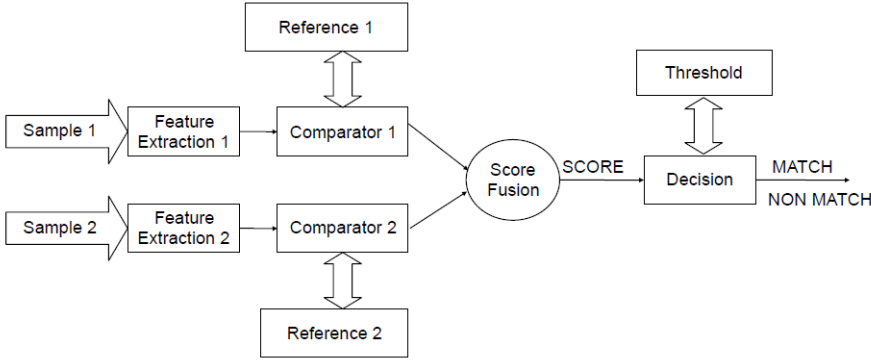 Reference 1
Threshold
Sample 1
Feature
Extraction 1
Comparator 1
Score
Fusion
SCORE
Decision
MATCH
NON MATCH
Sample 2
Feature
Extraction 2
Comparator 2
Reference 2